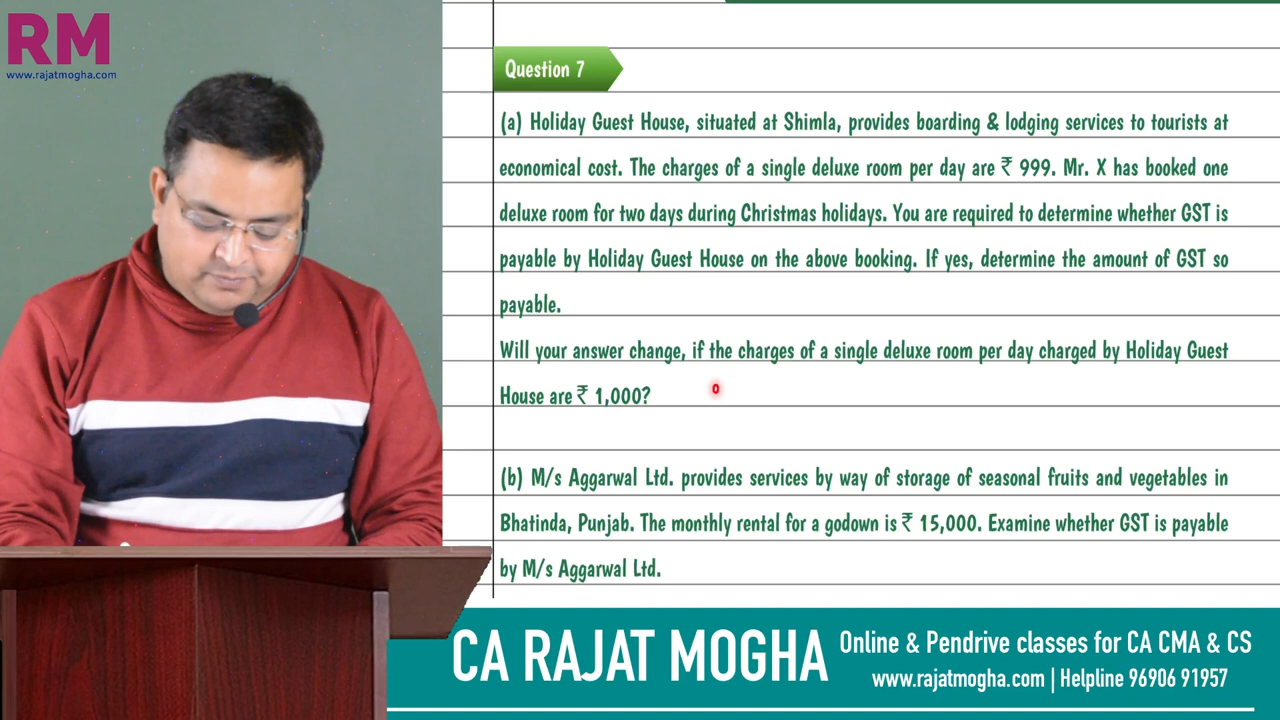 RM
www.rajatmogha.com
Question 7
(a) Holiday Guest House, situated at Shimla, provides boarding & lodging services to tourists at
economical cost. The charges of a single deluxe room per day are ₹ 999. Mr. X has booked one
deluxe room for two days during Christmas holidays. You are required to determine whether GST is
payable by Holiday Guest House on the above booking. If yes, determine the amount of GST so
payable.
Will your answer change, if the charges of a single deluxe room per day charged by Holiday Guest
House are ₹ 1,000?
(b) M/s Aggarwal Ltd. provides services by way of storage of seasonal fruits and vegetables in
Bhatinda, Punjab. The monthly rental for a godown is ₹ 15,000. Examine whether GST is payable
by M/s Aggarwal Ltd.
CA RAJAT MOGHA
Online & Pendrive classes for CA CMA & CS
www.rajatmogha.com | Helpline 96906 91957